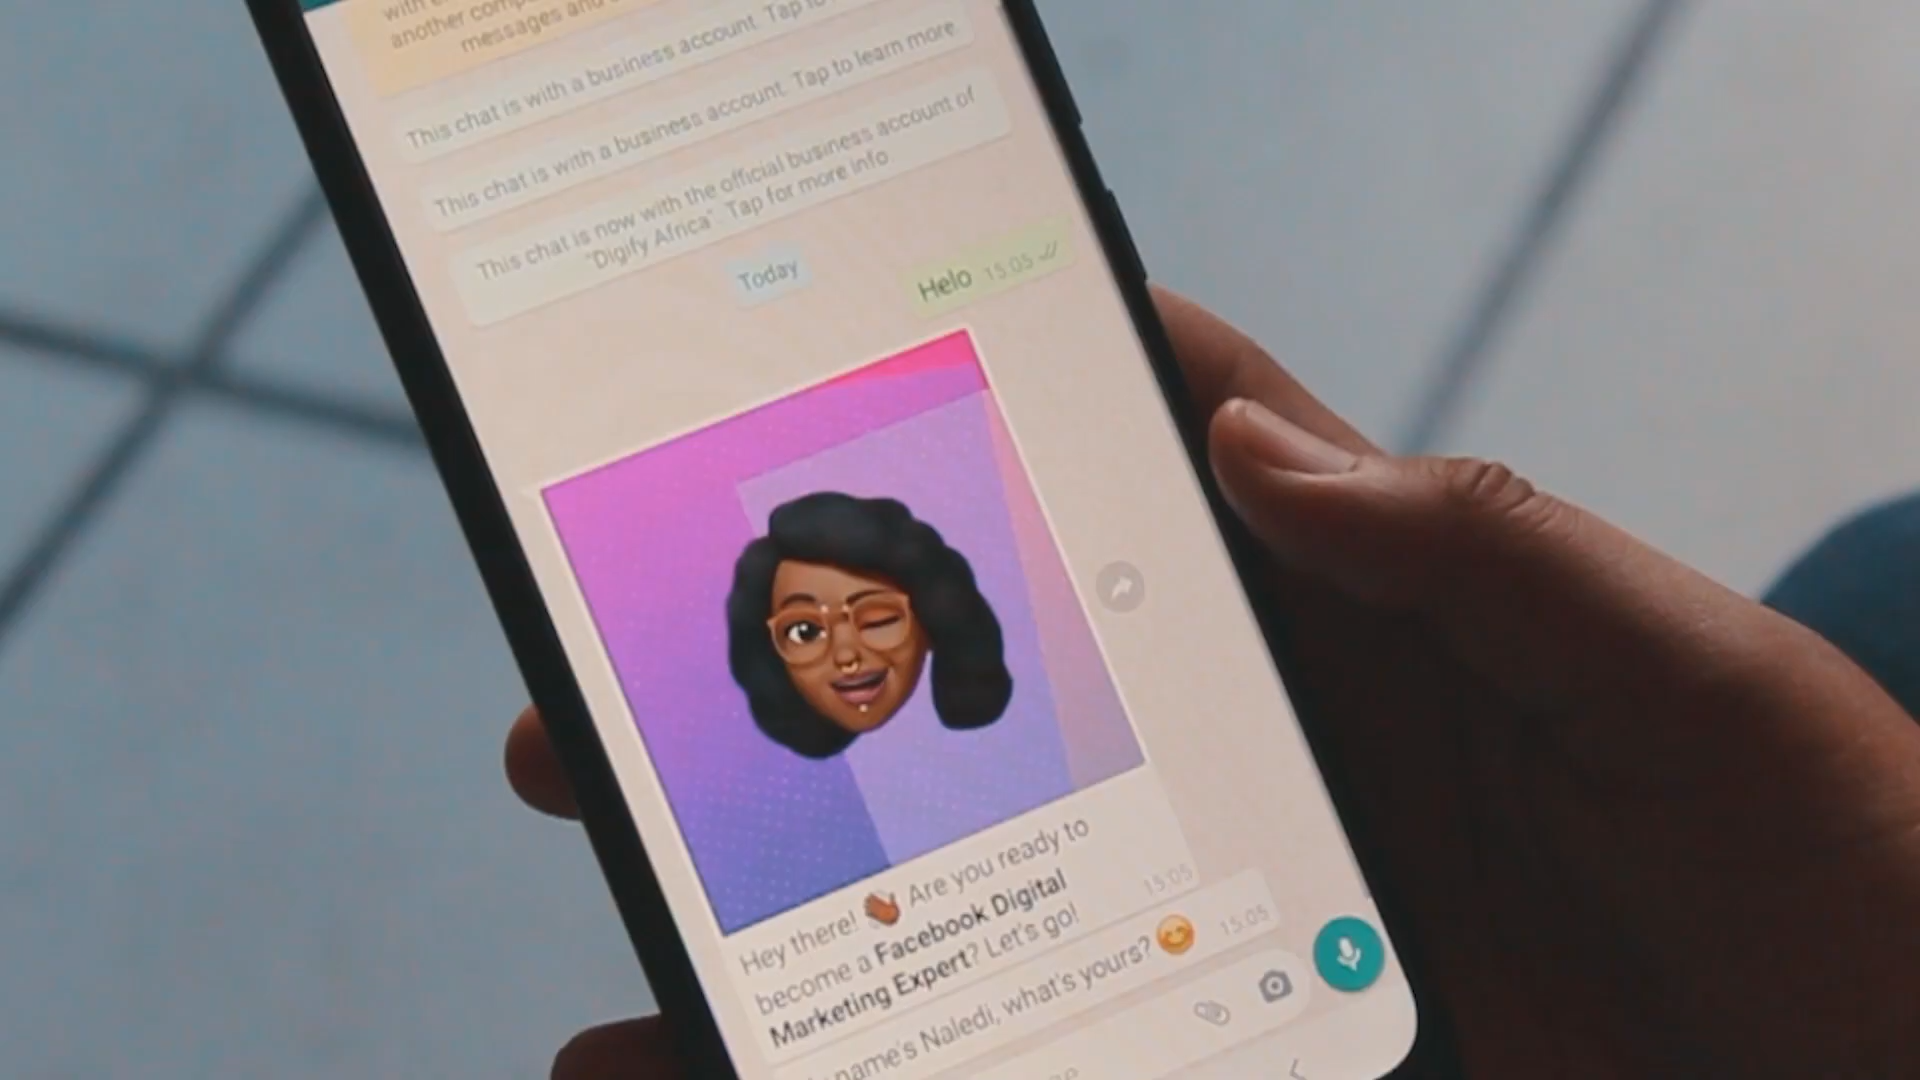 with e
another comp
messages and
This chat is with a business account. Tap to
This chat is with a business account. Tap to learn more.
This chat is now with the official business account of
"Digify Africa". Tap for more info.
Today
Helo 15:05
Hey there! 👋🏾 Are you ready to
become a Facebook Digital
Marketing Expert? Let's go! 15:05
name's Naledi, what's yours? 😊 15:05